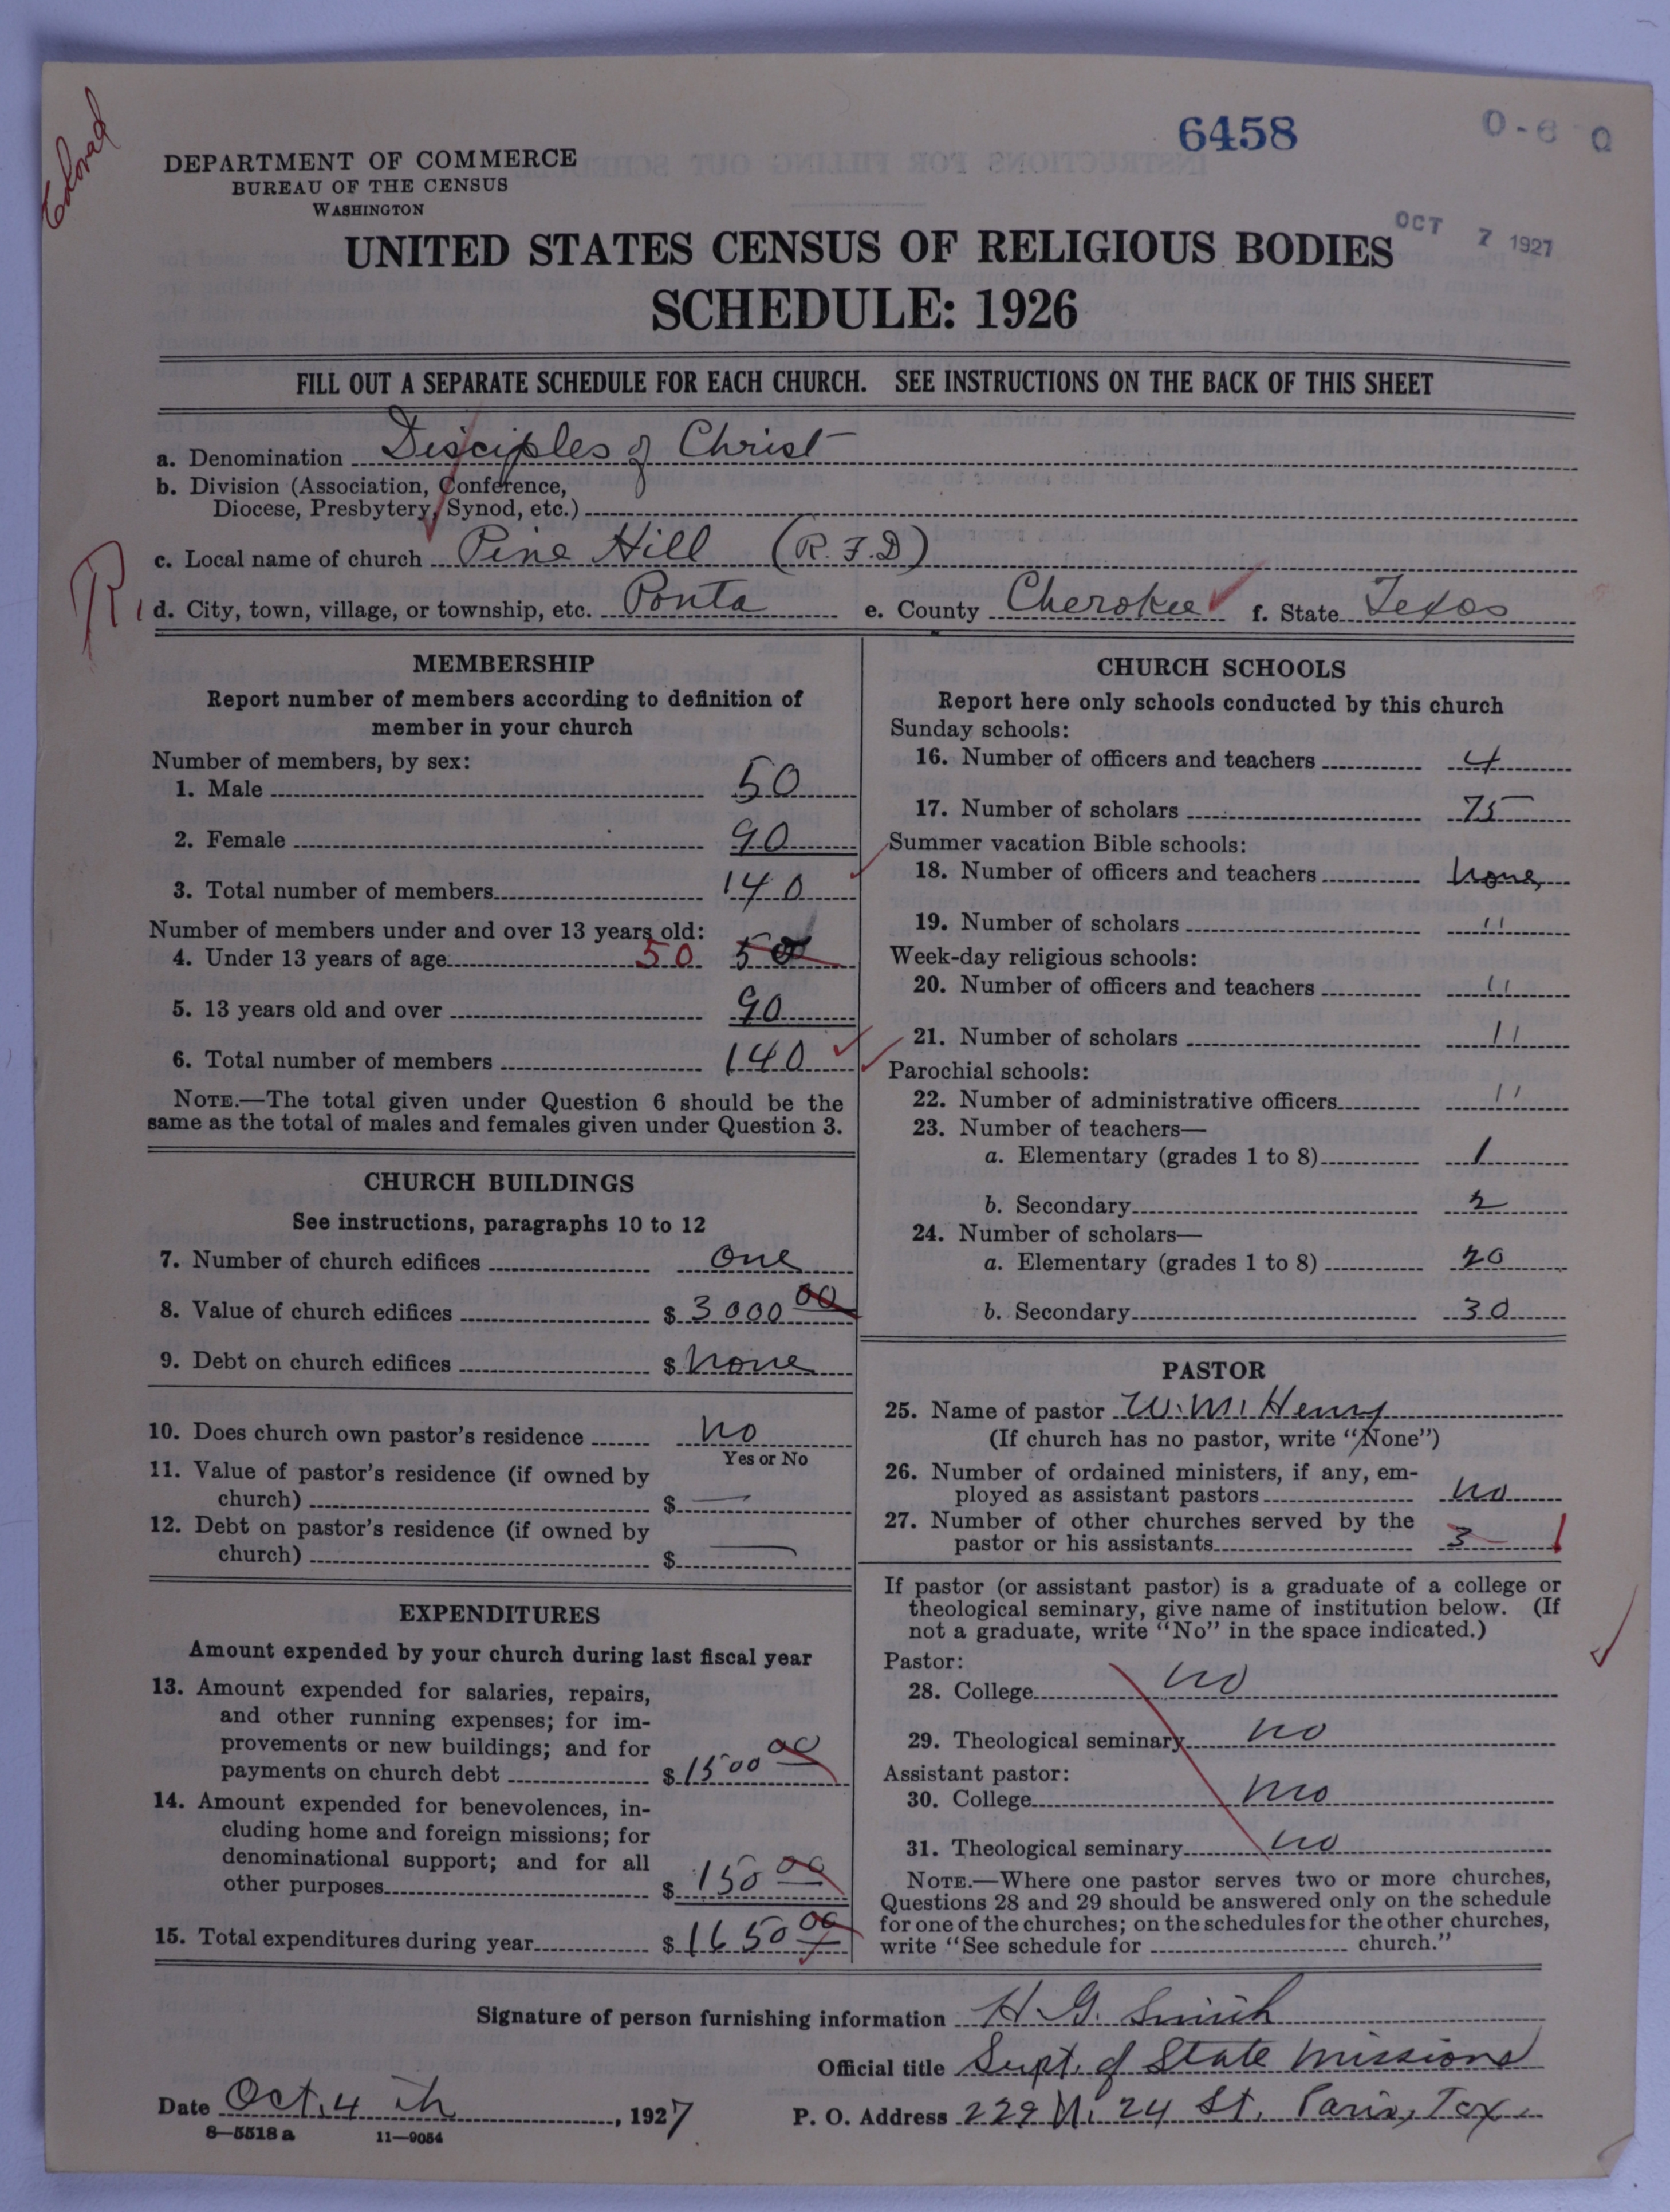 Colored
6458
DEPARTMENT OF COMMERCE
BUREAU OF THE CENSUS
WASHINGTON
OCT 7 1927
UNITED STATES CENSUS OF RELIGIOUS BODIES
SCHEDULE: 1926
FILL OUT A SEPARATE SCHEDULE FOR EACH CHURCH. SEE INSTRUCTIONS ON THE BACK OF THIS SHEET
a. Denomination Disciples of Christ
b. Division (Association, Conference,
Diocese, Presbytery, Synod, etc.)
c. Local name of church Pine Hill (R.F.D)
R,
d. City, town, village, or township, etc. Ponta e. County Cherokee f. State Texas
MEMBERSHIP
Report number of members according to definition of
member in your church
Number of members, by sex:
1. Male 50
2. Female 90
3. Total number of members 140
Number of members under and over 13 years old:
4. Under 13 years of age 50 50
5. 13 years old and over 90
6. Total number of members 140
NOTE.—The total given under Question 6 should be the
same as the total of males and females given under Question 3.
CHURCH BUILDINGS
See instructions, paragraphs 10 to 12
7. Number of church edifices one
8. Value of church edifices $ 3000 00
9. Debt on church edifices $ none
10. Does church own pastor's residence no
Yes or No
11. Value of pastor's residence (if owned by
church) $ —
12. Debt on pastor's residence (if owned by
church) $ —
EXPENDITURES
Amount expended by your church during last fiscal year
13. Amount expended for salaries, repairs,
and other running expenses; for im-
provements or new buildings; and for
payments on church debt $ 1500 00
14. Amount expended for benevolences, in-
cluding home and foreign missions; for
denominational support; and for all
other purposes $ 150 00
15. Total expenditures during year $ 1650 00
CHURCH SCHOOLS
Report here only schools conducted by this church
Sunday schools:
16. Number of officers and teachers 4
17. Number of scholars 75
Summer vacation Bible schools:
18. Number of officers and teachers none
19. Number of scholars "
Week-day religious schools:
20. Number of officers and teachers "
21. Number of scholars "
Parochial schools:
22. Number of administrative officers "
23. Number of teachers—
a. Elementary (grades 1 to 8) 1
b. Secondary 2
24. Number of scholars—
a. Elementary (grades 1 to 8) 20
b. Secondary 30
PASTOR
25. Name of pastor W.M. Henry
(If church has no pastor, write "None")
26. Number of ordained ministers, if any, em-
ployed as assistant pastors no
27. Number of other churches served by the
pastor or his assistants 3
If pastor (or assistant pastor) is a graduate of a college or
theological seminary, give name of institution below. (If
not a graduate, write "No" in the space indicated.)
Pastor:
28. College no
29. Theological seminary no
Assistant pastor:
30. College no
31. Theological seminary no
NOTE.—Where one pastor serves two or more churches,
Questions 28 and 29 should be answered only on the schedule
for one of the churches; on the schedules for the other churches,
write "See schedule for church."
Signature of person furnishing information H. G. Smith
Official title Supt. of State Missions
Date Oct. 4 th, 1927 P. O. Address 229 N. 24 St. Paris, Tex.
8—5518 a 11—9054